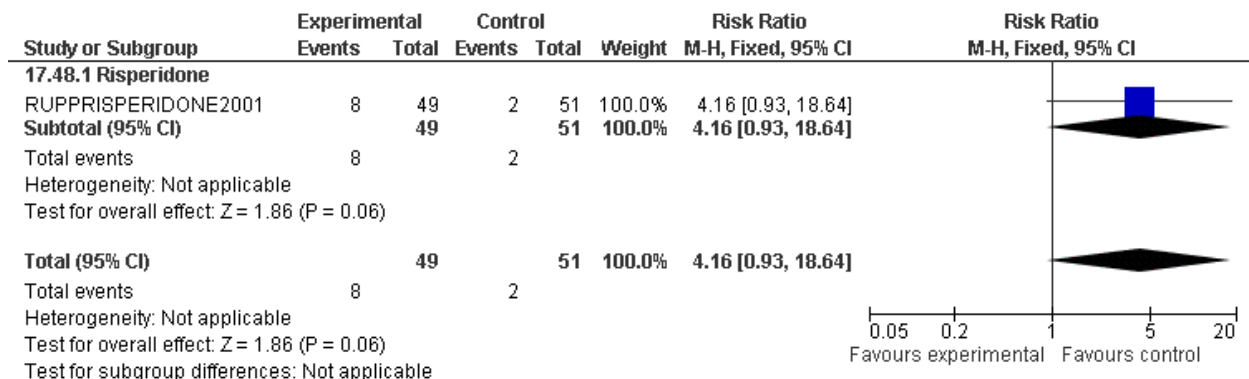 Experimental Control Risk Ratio Risk Ratio
Study or Subgroup Events Total Events Total Weight M-H, Fixed, 95% CI M-H, Fixed, 95% CI
17.48.1 Risperidone
RUPPRISPERIDONE2001 8 49 2 51 100.0% 4.16 [0.93, 18.64]
Subtotal (95% CI) 49 51 100.0% 4.16 [0.93, 18.64]
Total events 8 2
Heterogeneity: Not applicable
Test for overall effect: Z = 1.86 (P = 0.06)
Total (95% CI) 49 51 100.0% 4.16 [0.93, 18.64]
Total events 8 2
Heterogeneity: Not applicable
Test for overall effect: Z = 1.86 (P = 0.06)
Test for subgroup differences: Not applicable
0.05 0.2 1 5 20
Favours experimental Favours control